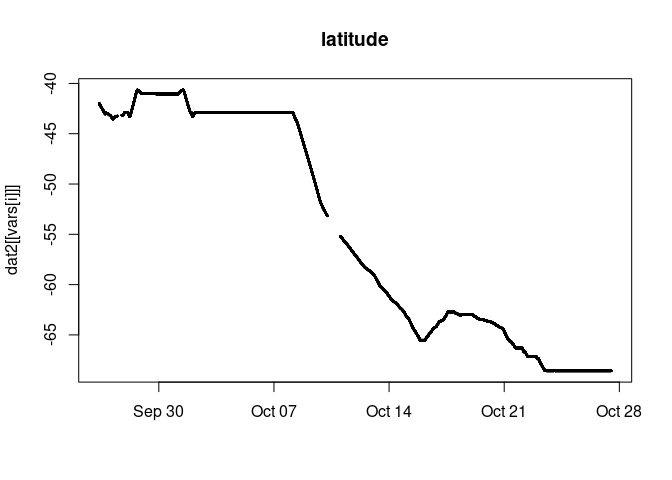 latitude
dat2[[vars[i]]]
-40
-45
-50
-55
-60
-65
Sep 30
Oct 07
Oct 14
Oct 21
Oct 28